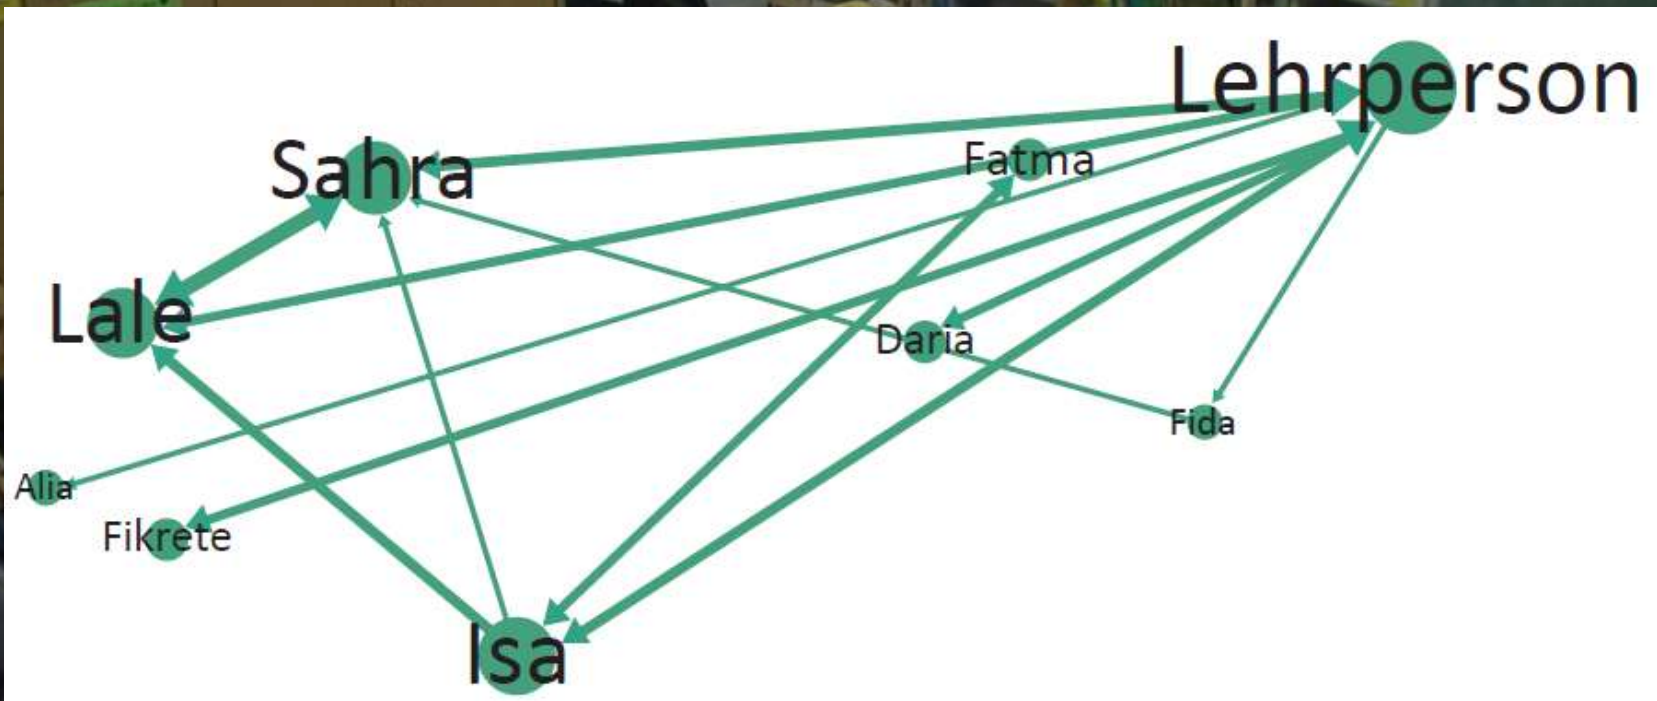 Lehrperson
Sahra
Fatma
Lale
Daria
Fida
Alia
Fikrete
Isa